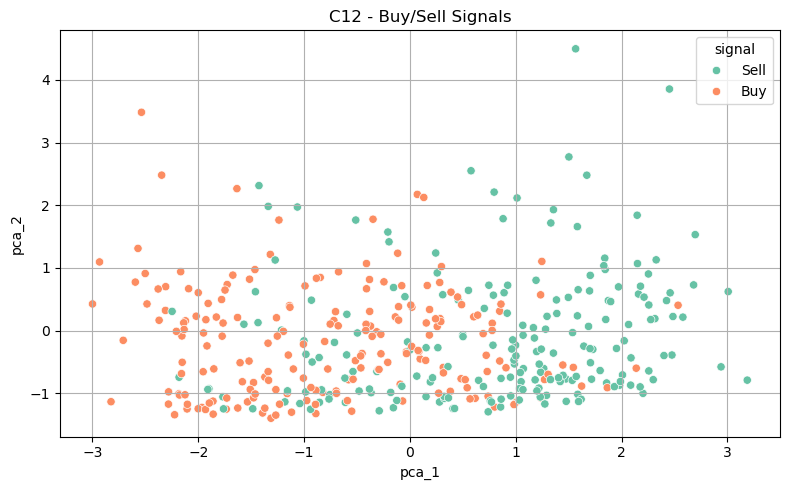 C12 - Buy/Sell Signals
signal
Sell
Buy
pca_2
4
3
2
1
0
−1
−3
−2
−1
0
1
2
3
pca_1